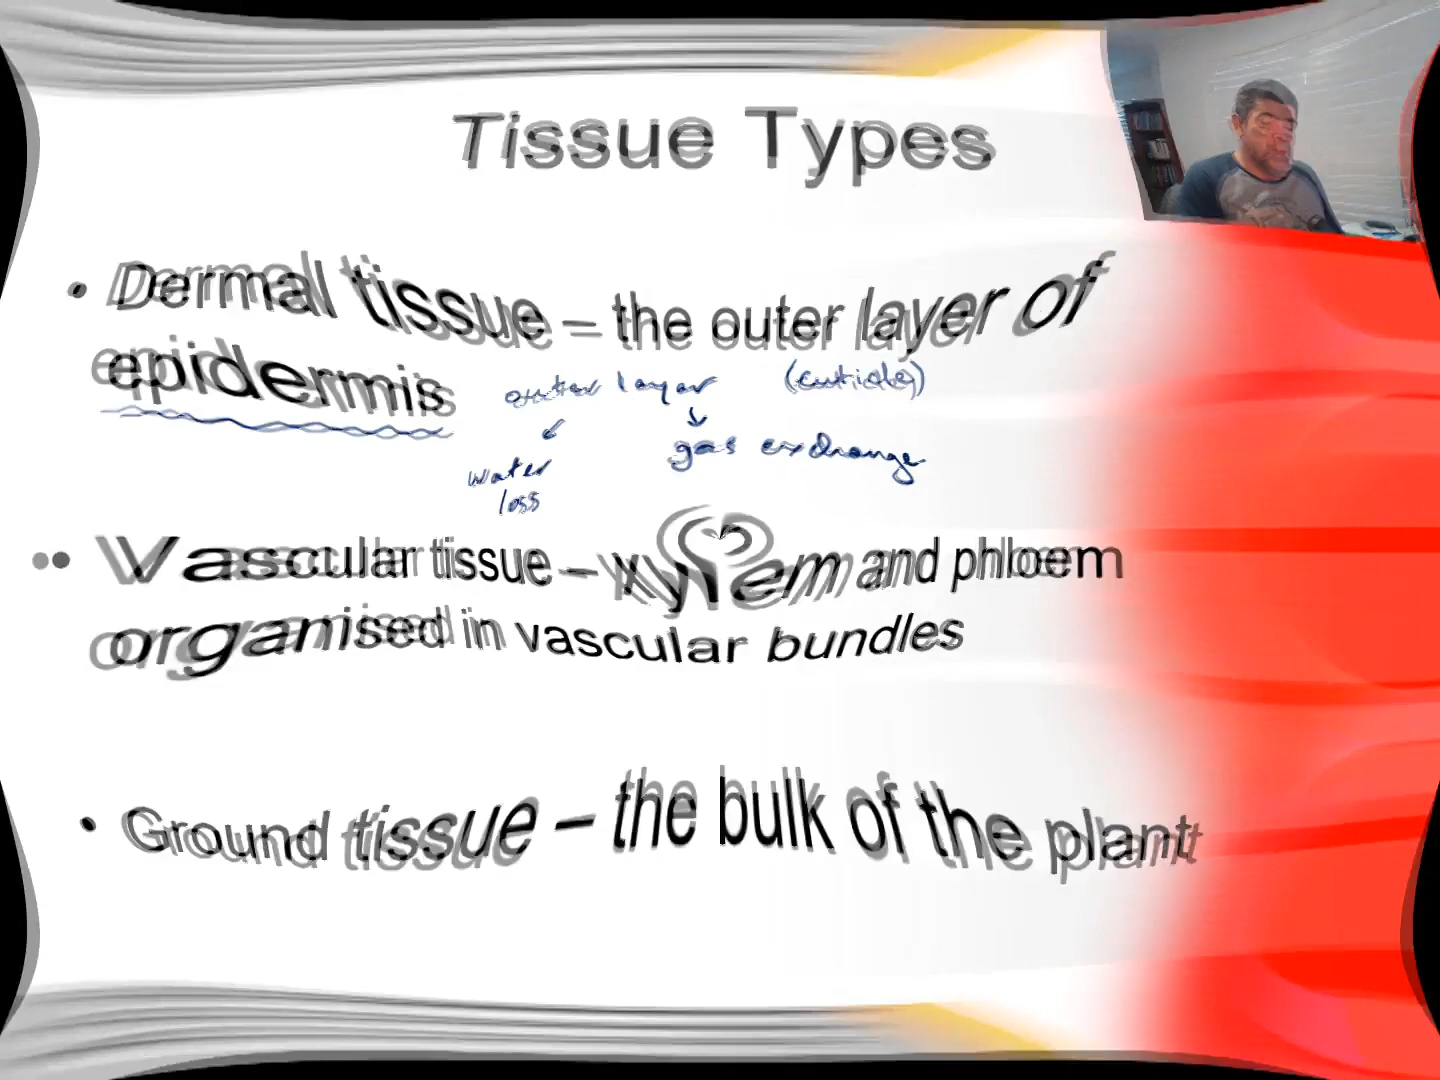 Tissue Types
• Dermal tissue – the outer layer of
epidermis
outer layer (cuticle)
water gas exchange
loss
• Vascular tissue – xylem and phloem
organised in vascular bundles
• Ground tissue – the bulk of the plant